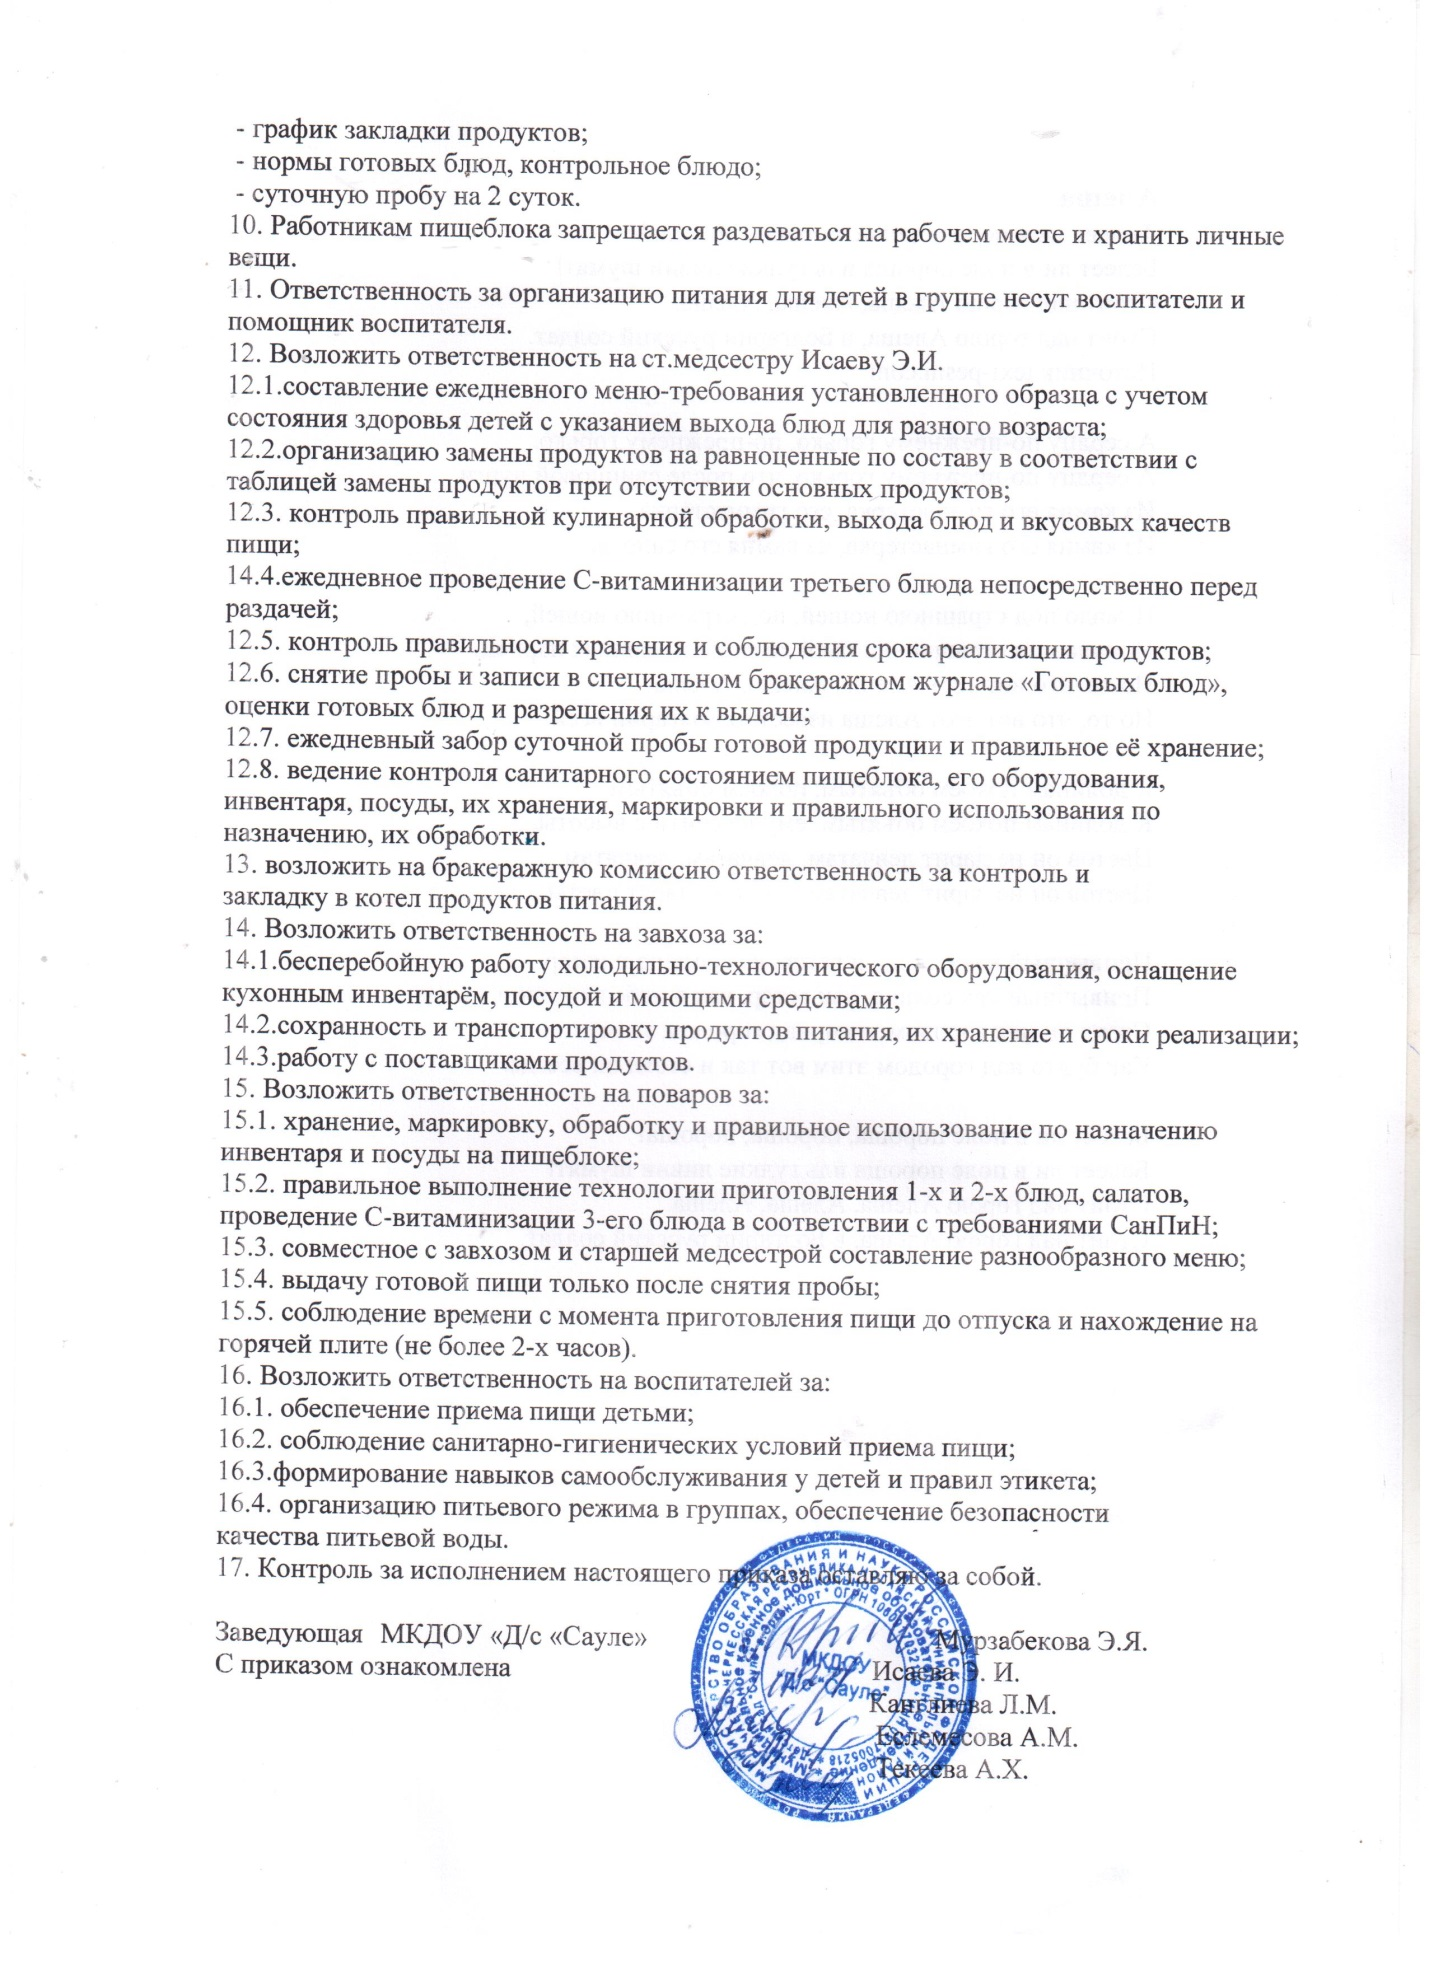 - график закладки продуктов;
- нормы готовых блюд, контрольное блюдо;
- суточную пробу на 2 суток.
10. Работникам пищеблока запрещается раздеваться на рабочем месте и хранить личные
вещи.
11. Ответственность за организацию питания для детей в группе несут воспитатели и
помощник воспитателя.
12. Возложить ответственность на ст.медсестру Исаеву Э.И.
12.1.составление ежедневного меню-требования установленного образца с учетом
состояния здоровья детей с указанием выхода блюд для разного возраста;
12.2.организацию замены продуктов на равноценные по составу в соответствии с
таблицей замены продуктов при отсутствии основных продуктов;
12.3. контроль правильной кулинарной обработки, выхода блюд и вкусовых качеств
пищи;
14.4.ежедневное проведение С-витаминизации третьего блюда непосредственно перед
раздачей;
12.5. контроль правильности хранения и соблюдения срока реализации продуктов;
12.6. снятие пробы и записи в специальном бракеражном журнале «Готовых блюд»,
оценки готовых блюд и разрешения их к выдачи;
12.7. ежедневный забор суточной пробы готовой продукции и правильное её хранение;
12.8. ведение контроля санитарного состоянием пищеблока, его оборудования,
инвентаря, посуды, их хранения, маркировки и правильного использования по
назначению, их обработки.
13. возложить на бракеражную комиссию ответственность за контроль и
закладку в котел продуктов питания.
14. Возложить ответственность на завхоза за:
14.1.бесперебойную работу холодильно-технологического оборудования, оснащение
кухонным инвентарём, посудой и моющими средствами;
14.2.сохранность и транспортировку продуктов питания, их хранение и сроки реализации;
14.3.работу с поставщиками продуктов.
15. Возложить ответственность на поваров за:
15.1. хранение, маркировку, обработку и правильное использование по назначению
инвентаря и посуды на пищеблоке;
15.2. правильное выполнение технологии приготовления 1-х и 2-х блюд, салатов,
проведение С-витаминизации 3-его блюда в соответствии с требованиями СанПиН;
15.3. совместное с завхозом и старшей медсестрой составление разнообразного меню;
15.4. выдачу готовой пищи только после снятия пробы;
15.5. соблюдение времени с момента приготовления пищи до отпуска и нахождение на
горячей плите (не более 2-х часов).
16. Возложить ответственность на воспитателей за:
16.1. обеспечение приема пищи детьми;
16.2. соблюдение санитарно-гигиенических условий приема пищи;
16.3.формирование навыков самообслуживания у детей и правил этикета;
16.4. организацию питьевого режима в группах, обеспечение безопасности
качества питьевой воды.
17. Контроль за исполнением настоящего приказа оставляю за собой.
Заведующая МКДОУ «Д/с «Сауле» Мурзабекова Э.Я.
С приказом ознакомлена Исаева Э. И.
Канглиева Л.М.
Еслемесова А.М.
Текеева А.Х.
МКДОУ
Д/с "Сауле"